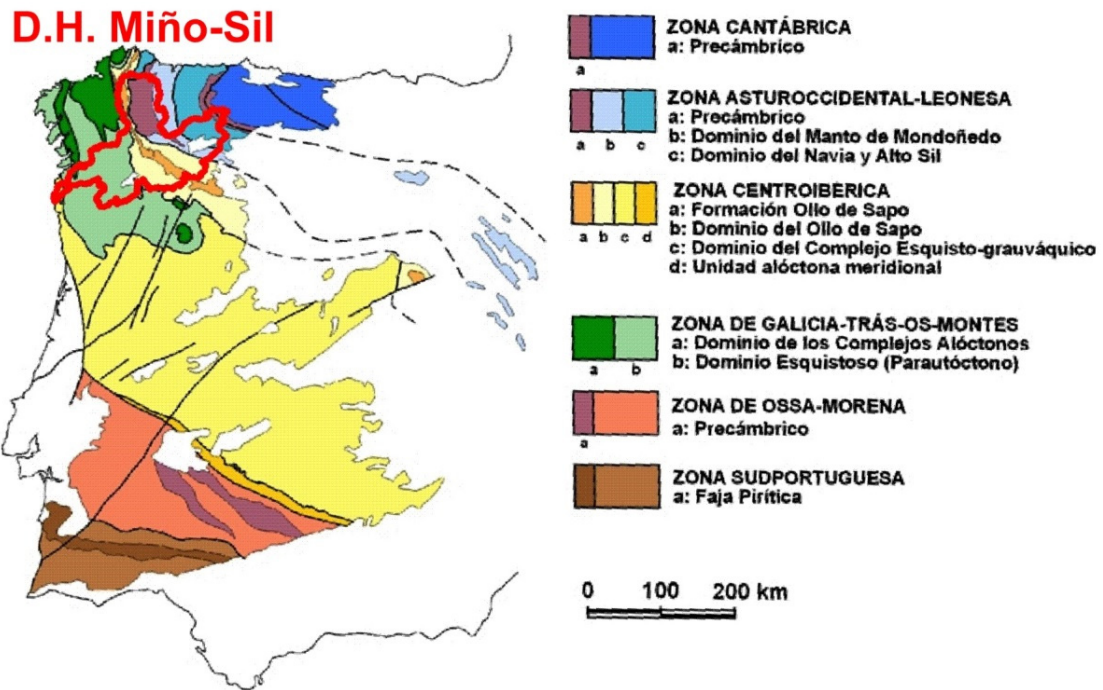 D.H. Miño-Sil
ZONA CANTÁBRICA
a: Precámbrico
a
ZONA ASTUROCCIDENTAL-LEONESA
a: Precámbrico
b: Dominio del Manto de Mondoñedo
c: Dominio del Navia y Alto Sil
a b c
ZONA CENTROIBÉRICA
a: Formación Ollo de Sapo
b: Dominio del Ollo de Sapo
c: Dominio del Complejo Esquisto-grauváquico
d: Unidad alóctona meridional
a b c d
ZONA DE GALICIA-TRÁS-OS-MONTES
a: Dominio de los Complejos Alóctonos
b: Dominio Esquistoso (Parautóctono)
a b
ZONA DE OSSA-MORENA
a: Precámbrico
a
ZONA SUDPORTUGUESA
a: Faja Pirítica
0 100 200 km